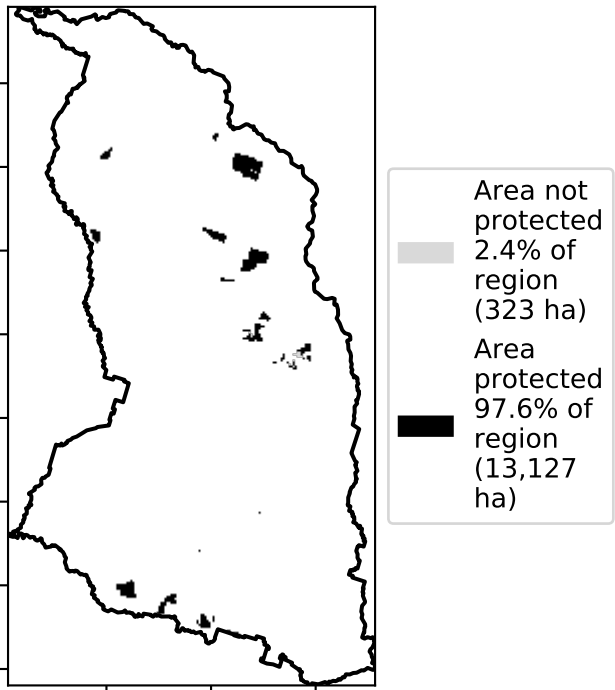 Area not
protected
2.4% of
region
(323 ha)
Area
protected
97.6% of
region
(13,127
ha)